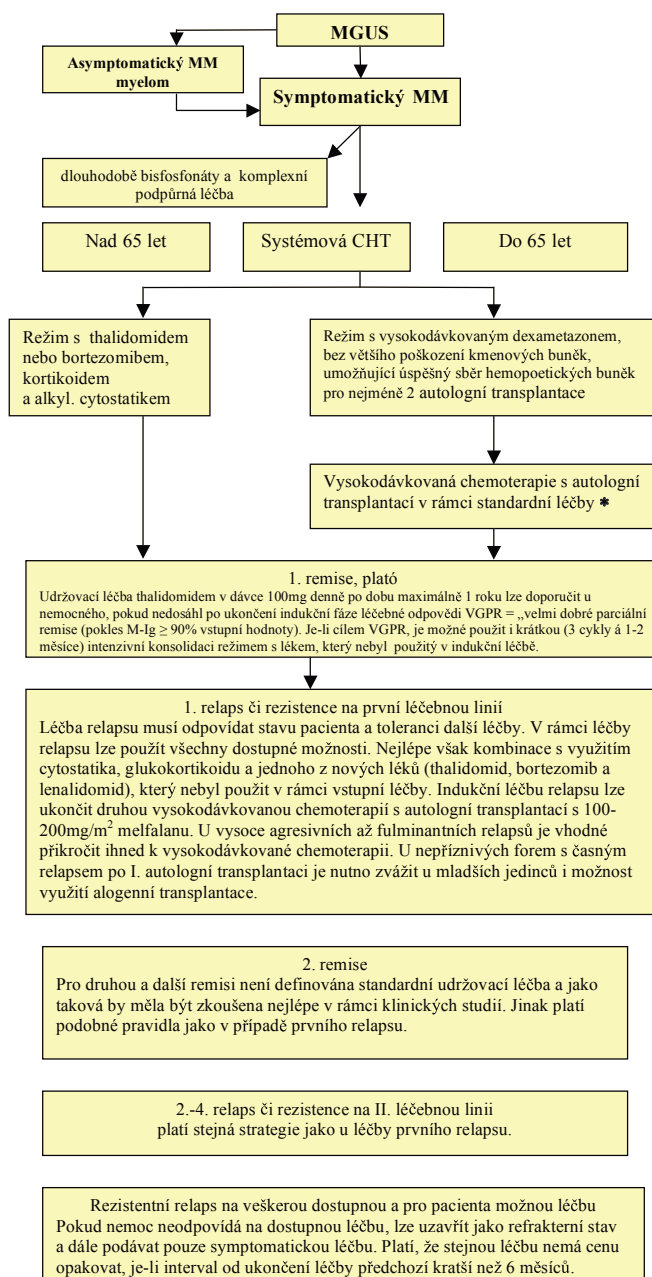 MGUS
Asymptomatický MM
myelom
Symptomatický MM
dlouhodobě bisfosfonáty a komplexní
podpůrná léčba
Nad 65 let
Systémová CHT
Do 65 let
Režim s thalidomidem
nebo bortezomibem,
kortikoidem
a alkyl. cytostatikem
Režim s vysokodávkovaným dexametazonem,
bez většího poškození kmenových buněk,
umožňující úspěšný sběr hemopoetických buněk
pro nejméně 2 autologní transplantace
Vysokodávkovaná chemoterapie s autologní
transplantací v rámci standardní léčby *
1. remise, plató
Udržovací léčba thalidomidem v dávce 100mg denně po dobu maximálně 1 roku lze doporučit u
nemocného, pokud nedosáhl po ukončení indukční fáze léčebné odpovědi VGPR = „velmi dobré parciální
remise (pokles M-Ig ≥ 90% vstupní hodnoty). Je-li cílem VGPR, je možné použit i krátkou (3 cykly á 1-2
měsíce) intenzivní konsolidaci režimem s lékem, který nebyl použitý v indukční léčbě.
1. relaps či rezistence na první léčebnou linií
Léčba relapsu musí odpovídat stavu pacienta a toleranci další léčby. V rámci léčby
relapsu lze použít všechny dostupné možnosti. Nejlépe však kombinace s využitím
cytostatika, glukokortikoidu a jednoho z nových léků (thalidomid, bortezomib a
lenalidomid), který nebyl použit v rámci vstupní léčby. Indukční léčbu relapsu lze
ukončit druhou vysokodávkovanou chemoterapií s autologní transplantací s 100-
200mg/m² melfalanu. U vysoce agresivních až fulminantních relapsů je vhodné
přikročit ihned k vysokodávkované chemoterapii. U nepříznivých forem s časným
relapsem po I. autologní transplantaci je nutno zvážit u mladších jedinců i možnost
využití alogenní transplantace.
2. remise
Pro druhou a další remisi není definována standardní udržovací léčba a jako
taková by měla být zkoušena nejlépe v rámci klinických studií. Jinak platí
podobné pravidla jako v případě prvního relapsu.
2.-4. relaps či rezistence na II. léčebnou linii
platí stejná strategie jako u léčby prvního relapsu.
Rezistentní relaps na veškerou dostupnou a pro pacienta možnou léčbu
Pokud nemoc neodpovídá na dostupnou léčbu, lze uzavřít jako refrakterní stav
a dále podávat pouze symptomatickou léčbu. Platí, že stejnou léčbu nemá cenu
opakovat, je-li interval od ukončení léčby předchozí kratší než 6 měsíců.